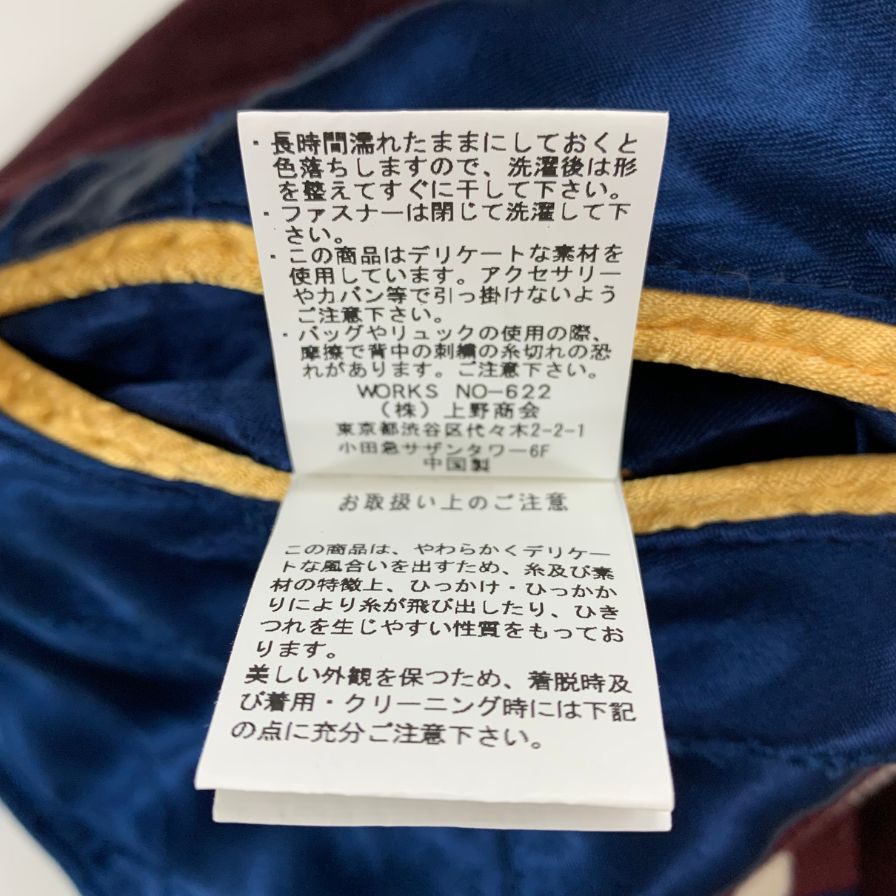 ・長時間濡れたままにしておくと
色落ちしますので、洗濯後は形
を整えてすぐに干して下さい。
・ファスナーは閉じて洗濯して下
さい。
・この商品はデリケートな素材を
使用しています。アクセサリー
やカバン等で引っ掛けないよう
ご注意下さい。
・バッグやリュックの使用の際、
摩擦で背中の刺繍の糸切れの恐
れがあります。ご注意下さい。
WORKS NO-622
(株)上野商会
東京都渋谷区代々木2-2-1
小田急サザンタワー6F
中国製
お取扱い上のご注意
この商品は、やわらかくデリケー
トな風合いを出すため、糸及び素
材の特徴上、ひっかけ・ひっかか
りにより糸が飛び出したり、ひき
つれを生じやすい性質をもってお
ります。
美しい外観を保つため、着脱時及
び着用・クリーニング時には下記
の点に充分ご注意下さい。